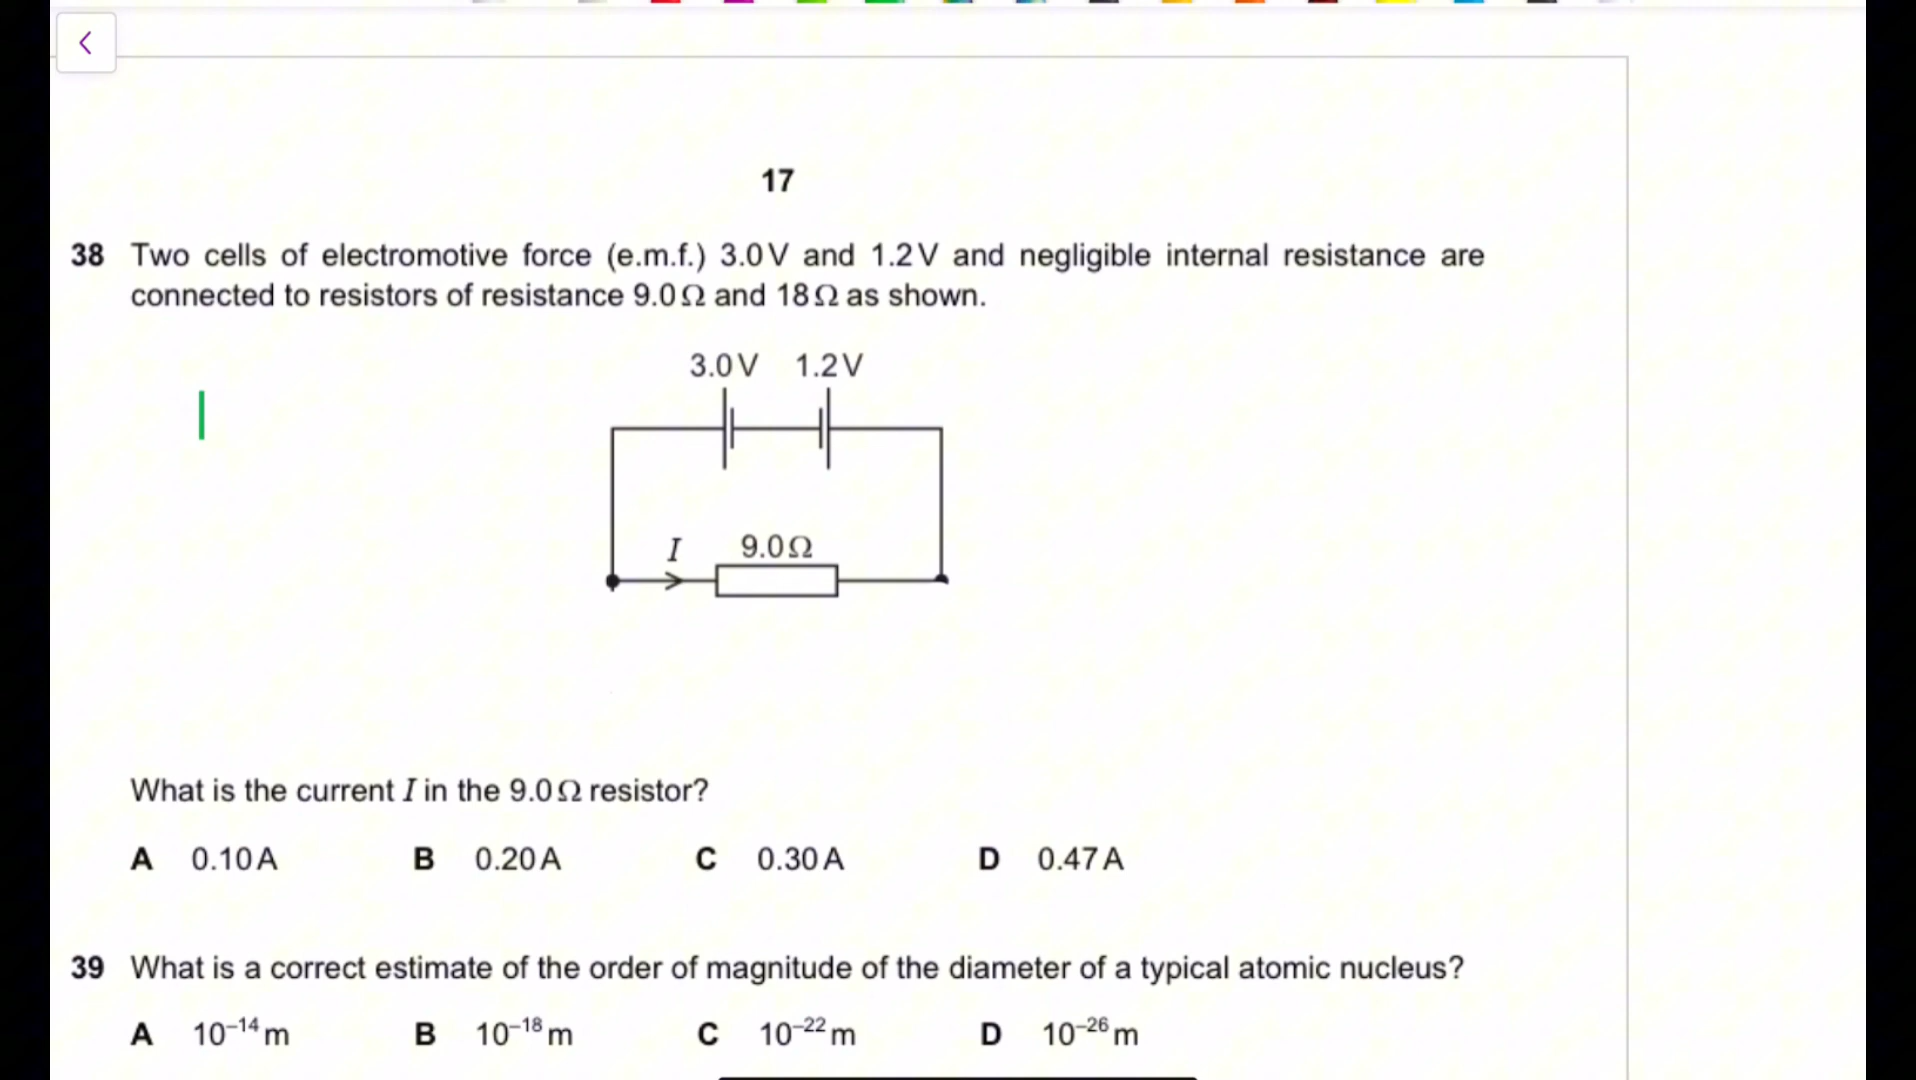 17
38 Two cells of electromotive force (e.m.f.) 3.0 V and 1.2 V and negligible internal resistance are
connected to resistors of resistance 9.0 Ω and 18 Ω as shown.
3.0 V 1.2 V
I 9.0 Ω
What is the current I in the 9.0 Ω resistor?
A 0.10 A B 0.20 A C 0.30 A D 0.47 A
39 What is a correct estimate of the order of magnitude of the diameter of a typical atomic nucleus?
A 10⁻¹⁴ m B 10⁻¹⁸ m C 10⁻²² m D 10⁻²⁶ m